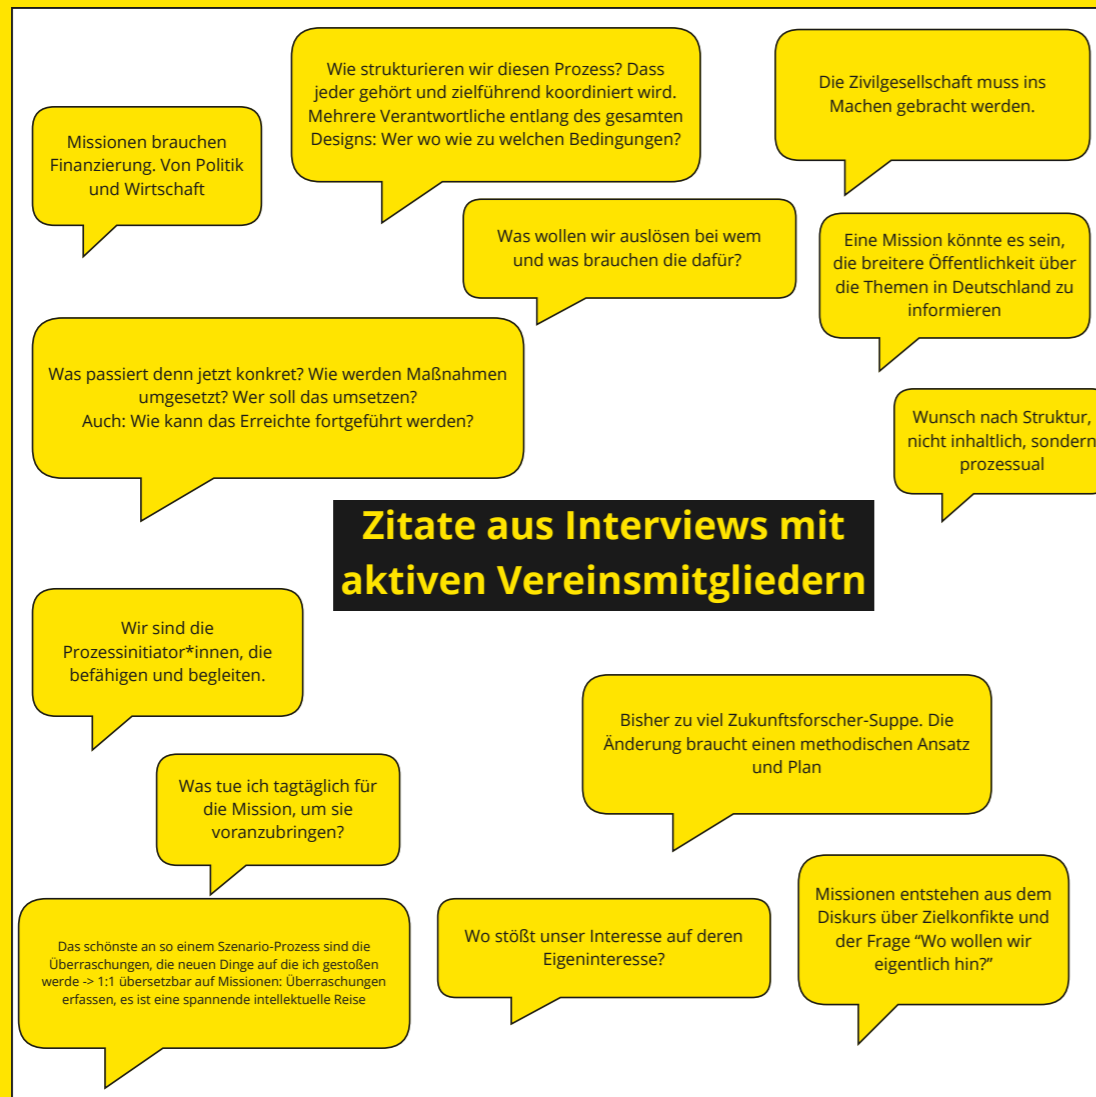 Wie strukturieren wir diesen Prozess? Dass
jeder gehört und zielführend koordiniert wird.
Mehrere Verantwortliche entlang des gesamten
Designs: Wer wo wie zu welchen Bedingungen?
Die Zivilgesellschaft muss ins
Machen gebracht werden.
Missionen brauchen
Finanzierung. Von Politik
und Wirtschaft
Was wollen wir auslösen bei wem
und was brauchen die dafür?
Eine Mission könnte es sein,
die breitere Öffentlichkeit über
die Themen in Deutschland zu
informieren
Was passiert denn jetzt konkret? Wie werden Maßnahmen
umgesetzt? Wer soll das umsetzen?
Auch: Wie kann das Erreichte fortgeführt werden?
Wunsch nach Struktur,
nicht inhaltlich, sondern
prozessual
Zitate aus Interviews mit
aktiven Vereinsmitgliedern
Wir sind die
Prozessinitiator*innen, die
befähigen und begleiten.
Bisher zu viel Zukunftsforscher-Suppe. Die
Änderung braucht einen methodischen Ansatz
und Plan
Was tue ich tagtäglich für
die Mission, um sie
voranzubringen?
Missionen entstehen aus dem
Diskurs über Zielkonfikte und
der Frage “Wo wollen wir
eigentlich hin?”
Das schönste an so einem Szenario-Prozess sind die
Überraschungen, die neuen Dinge auf die ich gestoßen
werde -> 1:1 übersetzbar auf Missionen: Überraschungen
erfassen, es ist eine spannende intellektuelle Reise
Wo stößt unser Interesse auf deren
Eigeninteresse?